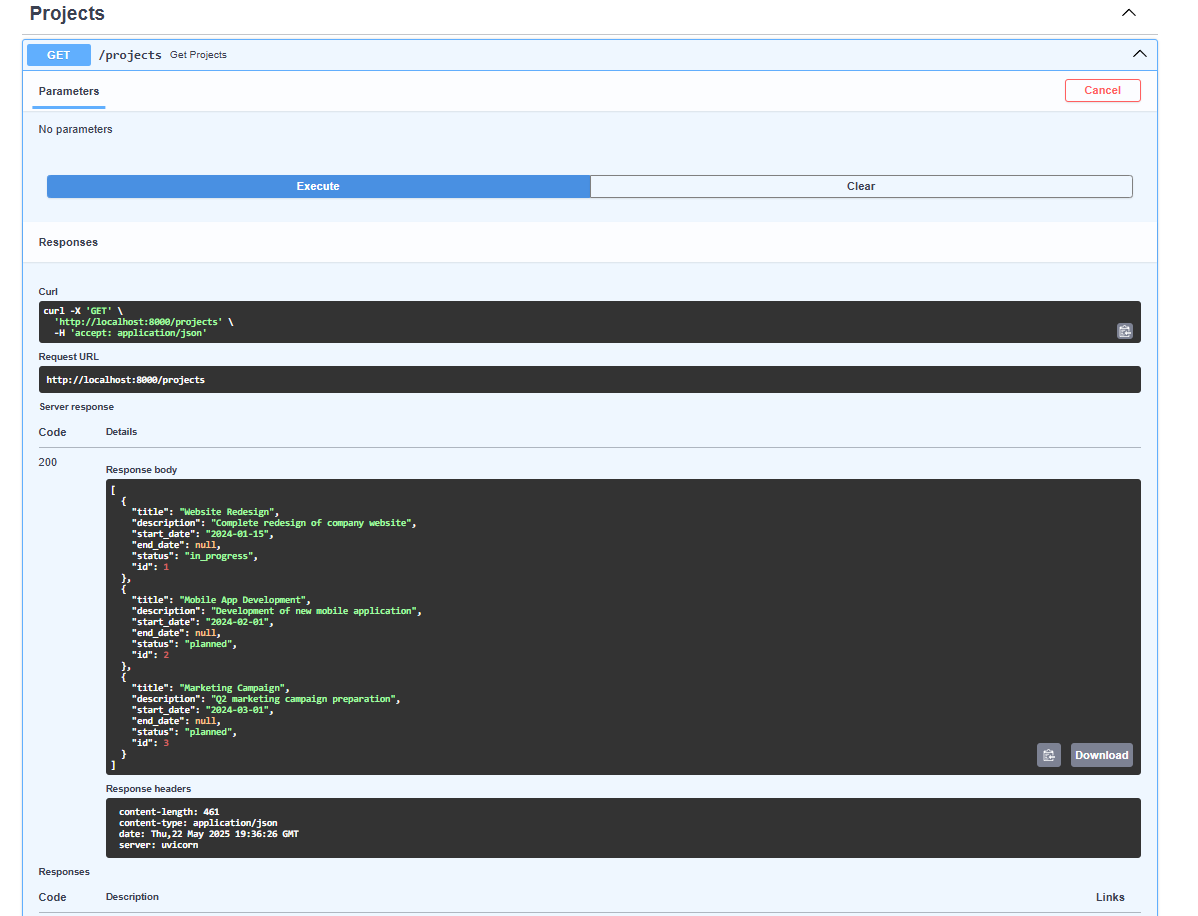 Projects
GET /projects Get Projects
Parameters
Cancel
No parameters
Execute
Clear
Responses
Curl
curl -X 'GET' \
  'http://localhost:8000/projects' \
  -H 'accept: application/json'
Request URL
http://localhost:8000/projects
Server response
Code Details
200
Response body
[
  {
    "title": "Website Redesign",
    "description": "Complete redesign of company website",
    "start_date": "2024-01-15",
    "end_date": null,
    "status": "in_progress",
    "id": 1
  },
  {
    "title": "Mobile App Development",
    "description": "Development of new mobile application",
    "start_date": "2024-02-01",
    "end_date": null,
    "status": "planned",
    "id": 2
  },
  {
    "title": "Marketing Campaign",
    "description": "Q2 marketing campaign preparation",
    "start_date": "2024-03-01",
    "end_date": null,
    "status": "planned",
    "id": 3
  }
]
Download
Response headers
content-length: 461
content-type: application/json
date: Thu,22 May 2025 19:36:26 GMT
server: uvicorn
Responses
Code Description Links